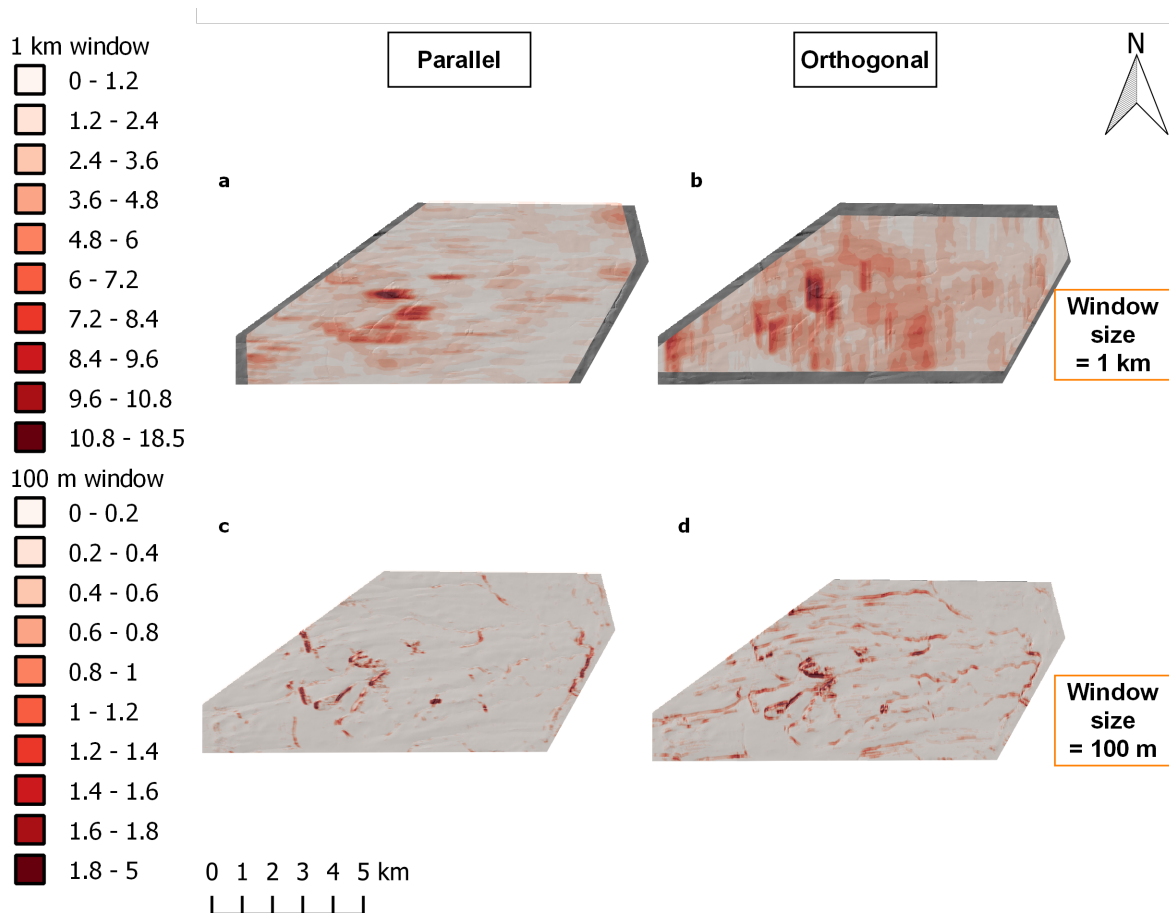 1 km window
0 - 1.2
1.2 - 2.4
2.4 - 3.6
3.6 - 4.8
4.8 - 6
6 - 7.2
7.2 - 8.4
8.4 - 9.6
9.6 - 10.8
10.8 - 18.5
100 m window
0 - 0.2
0.2 - 0.4
0.4 - 0.6
0.6 - 0.8
0.8 - 1
1 - 1.2
1.2 - 1.4
1.4 - 1.6
1.6 - 1.8
1.8 - 5
Parallel
Orthogonal
N
a
b
Window
size
= 1 km
c
d
Window
size
= 100 m
0 1 2 3 4 5 km